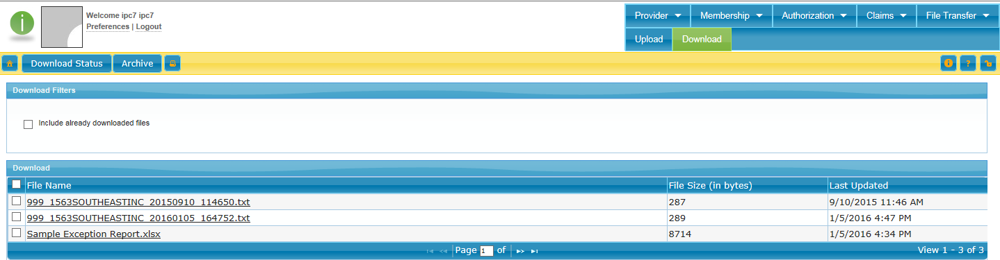 Welcome ipc7 ipc7
Preferences | Logout
Provider Membership Authorization Claims File Transfer
Upload Download
Download Status Archive
Download Filters
Include already downloaded files
Download
File Name File Size (in bytes) Last Updated
999_1563SOUTHEASTINC_20150910_114650.txt 287 9/10/2015 11:46 AM
999_1563SOUTHEASTINC_20160105_164752.txt 289 1/5/2016 4:47 PM
Sample Exception Report.xlsx 8714 1/5/2016 4:34 PM
Page 1 of View 1 - 3 of 3